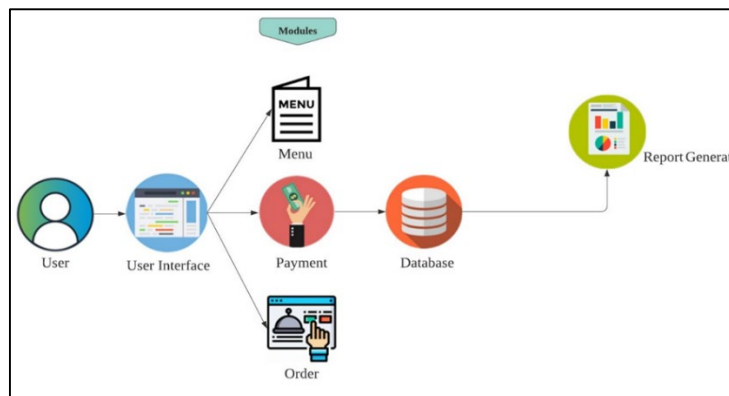 Modules
MENU
Menu
Report Generat
User
User Interface
Payment
Database
Order